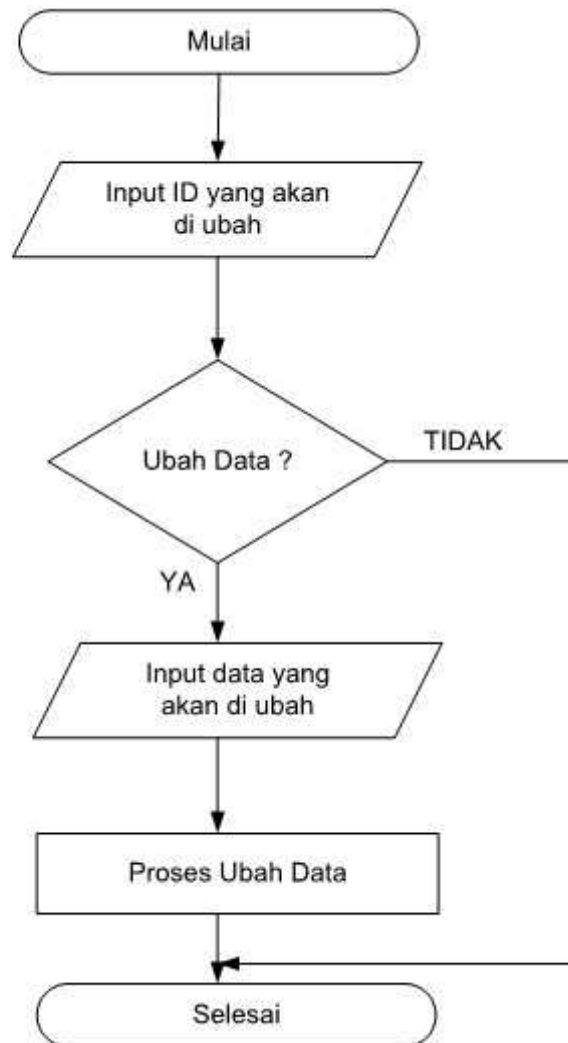 Mulai
Input ID yang akan
di ubah
Ubah Data ?
TIDAK
YA
Input data yang
akan di ubah
Proses Ubah Data
Selesai